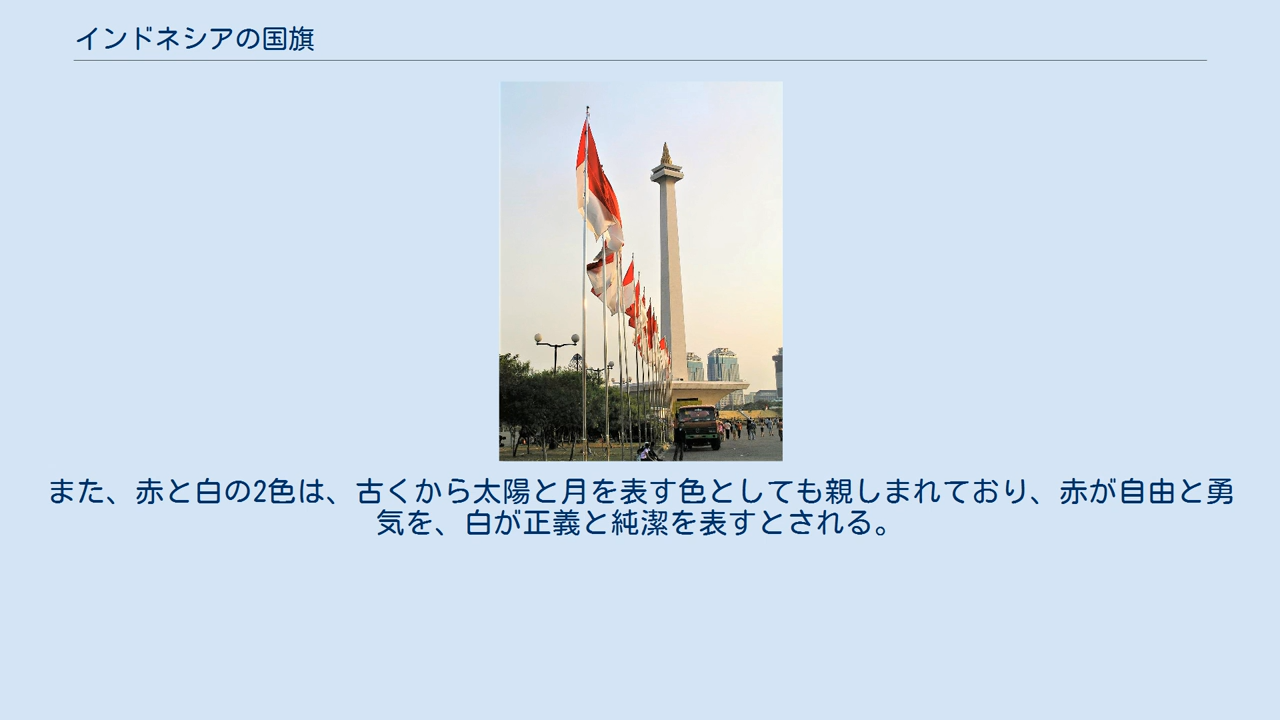 インドネシアの国旗
また、赤と白の2色は、古くから太陽と月を表す色としても親しまれており、赤が自由と勇
気を、白が正義と純潔を表すとされる。